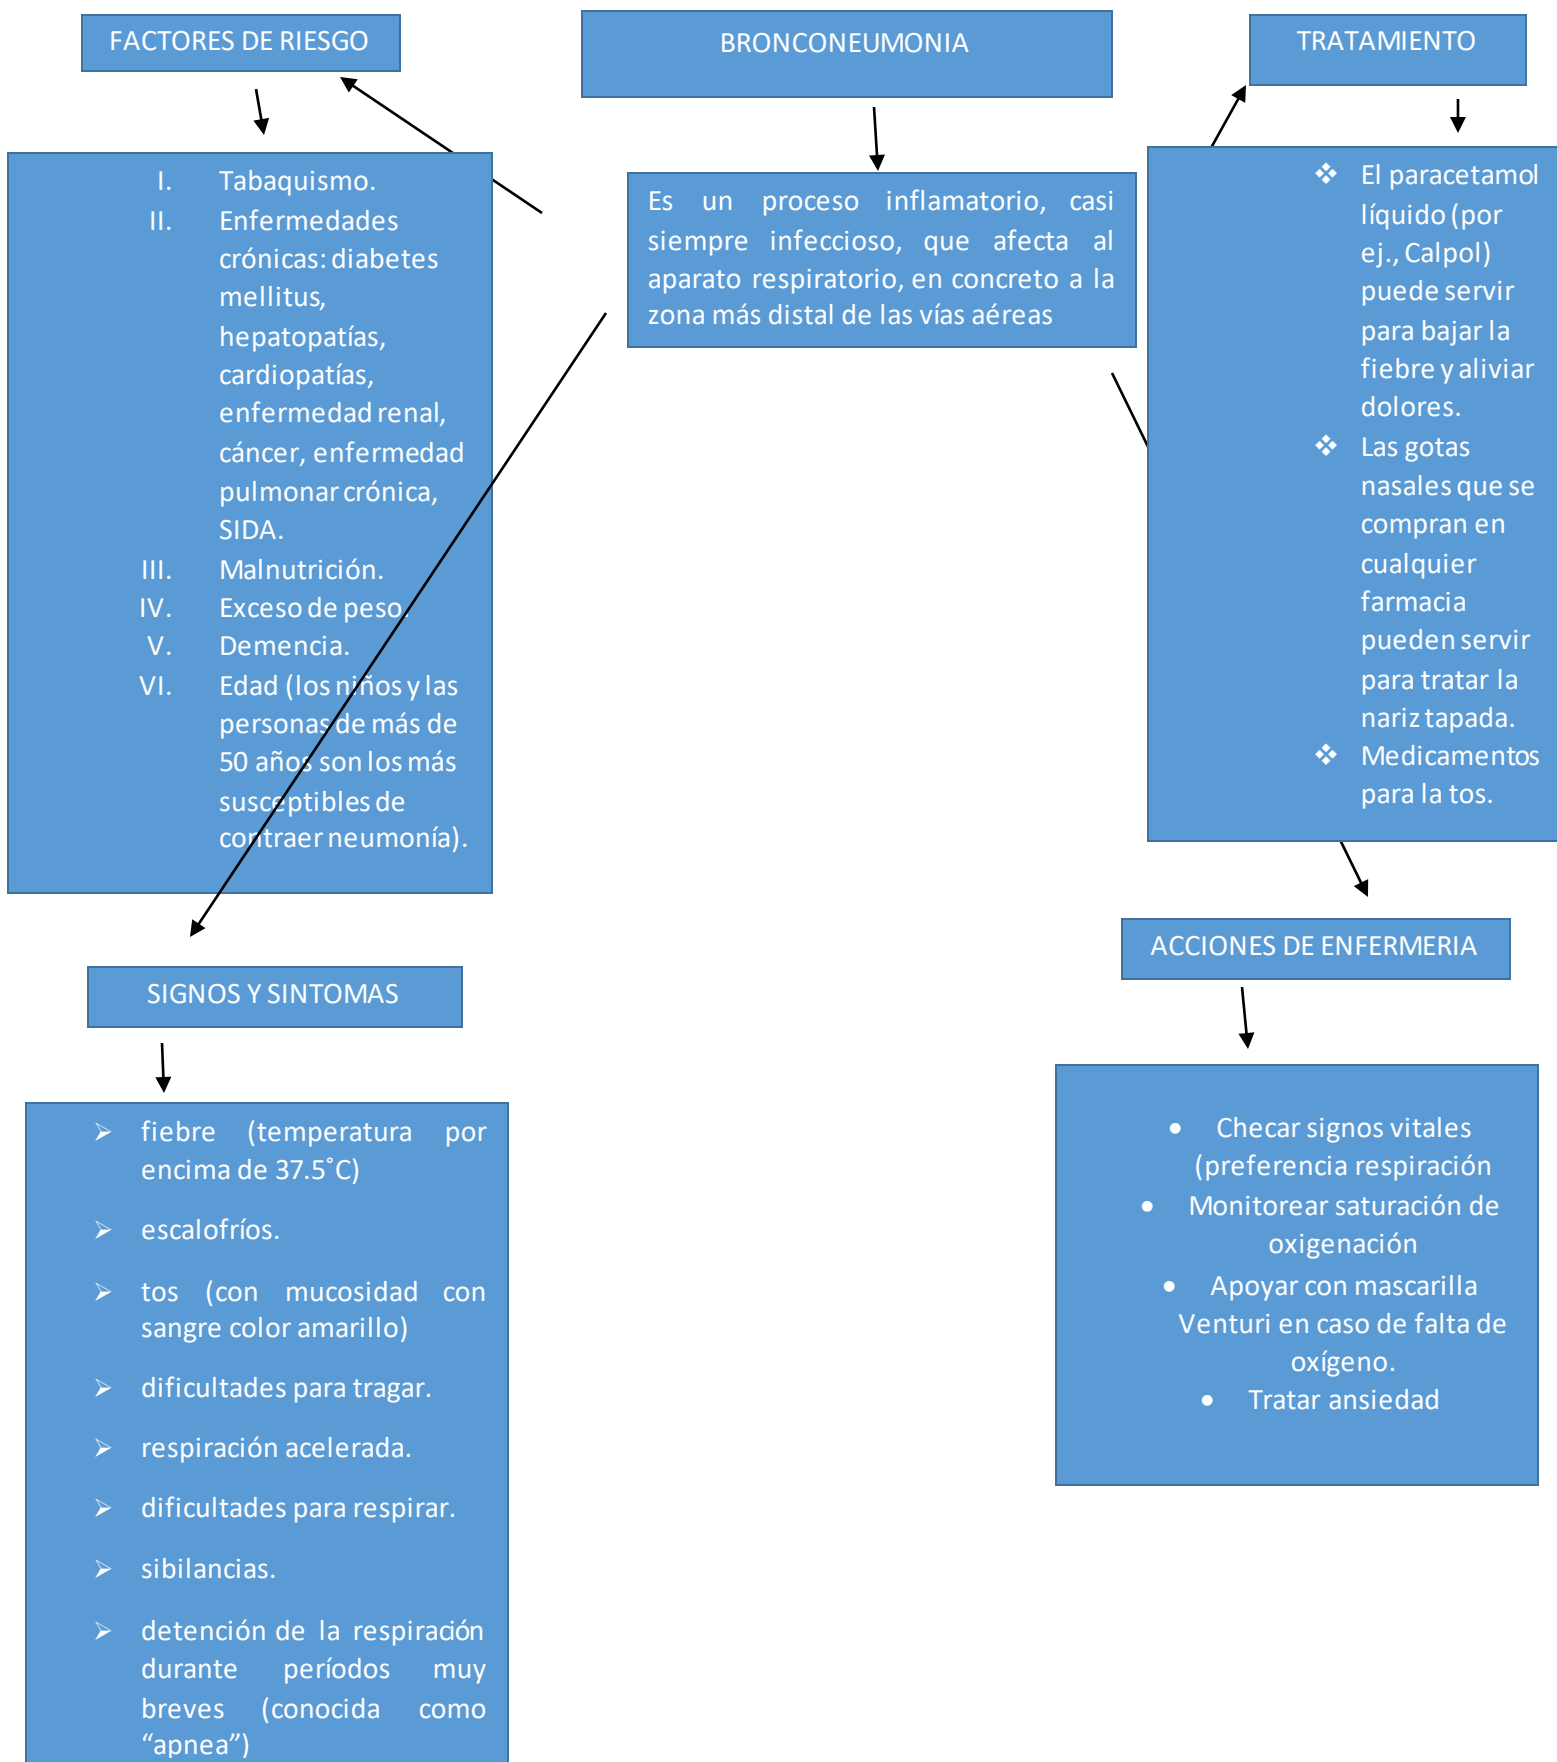 FACTORES DE RIESGO
I. Tabaquismo.
II. Enfermedades
crónicas: diabetes
mellitus,
hepatopatías,
cardiopatías,
enfermedad renal,
cáncer, enfermedad
pulmonar crónica,
SIDA.
III. Malnutrición.
IV. Exceso de peso.
V. Demencia.
VI. Edad (los niños y las
personas de más de
50 años son los más
susceptibles de
contraer neumonía).
BRONCONEUMONIA
Es un proceso inflamatorio, casi
siempre infeccioso, que afecta al
aparato respiratorio, en concreto a la
zona más distal de las vías aéreas
TRATAMIENTO
❖ El paracetamol
líquido (por
ej., Calpol)
puede servir
para bajar la
fiebre y aliviar
dolores.
❖ Las gotas
nasales que se
compran en
cualquier
farmacia
pueden servir
para tratar la
nariz tapada.
❖ Medicamentos
para la tos.
SIGNOS Y SINTOMAS
➢ fiebre (temperatura por
encima de 37.5˚C)
➢ escalofríos.
➢ tos (con mucosidad con
sangre color amarillo)
➢ dificultades para tragar.
➢ respiración acelerada.
➢ dificultades para respirar.
➢ sibilancias.
➢ detención de la respiración
durante períodos muy
breves (conocida como
“apnea”)
ACCIONES DE ENFERMERIA
• Checar signos vitales
(preferencia respiración
• Monitorear saturación de
oxigenación
• Apoyar con mascarilla
Venturi en caso de falta de
oxígeno.
• Tratar ansiedad